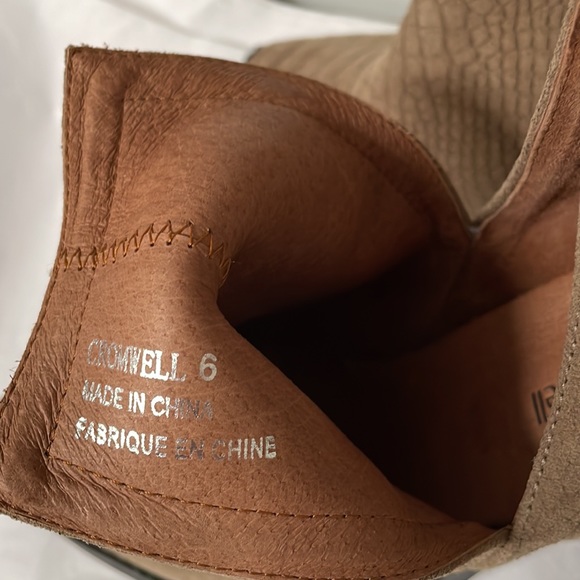 CROMWELL 6
MADE IN CHINA
FABRIQUE EN CHINE